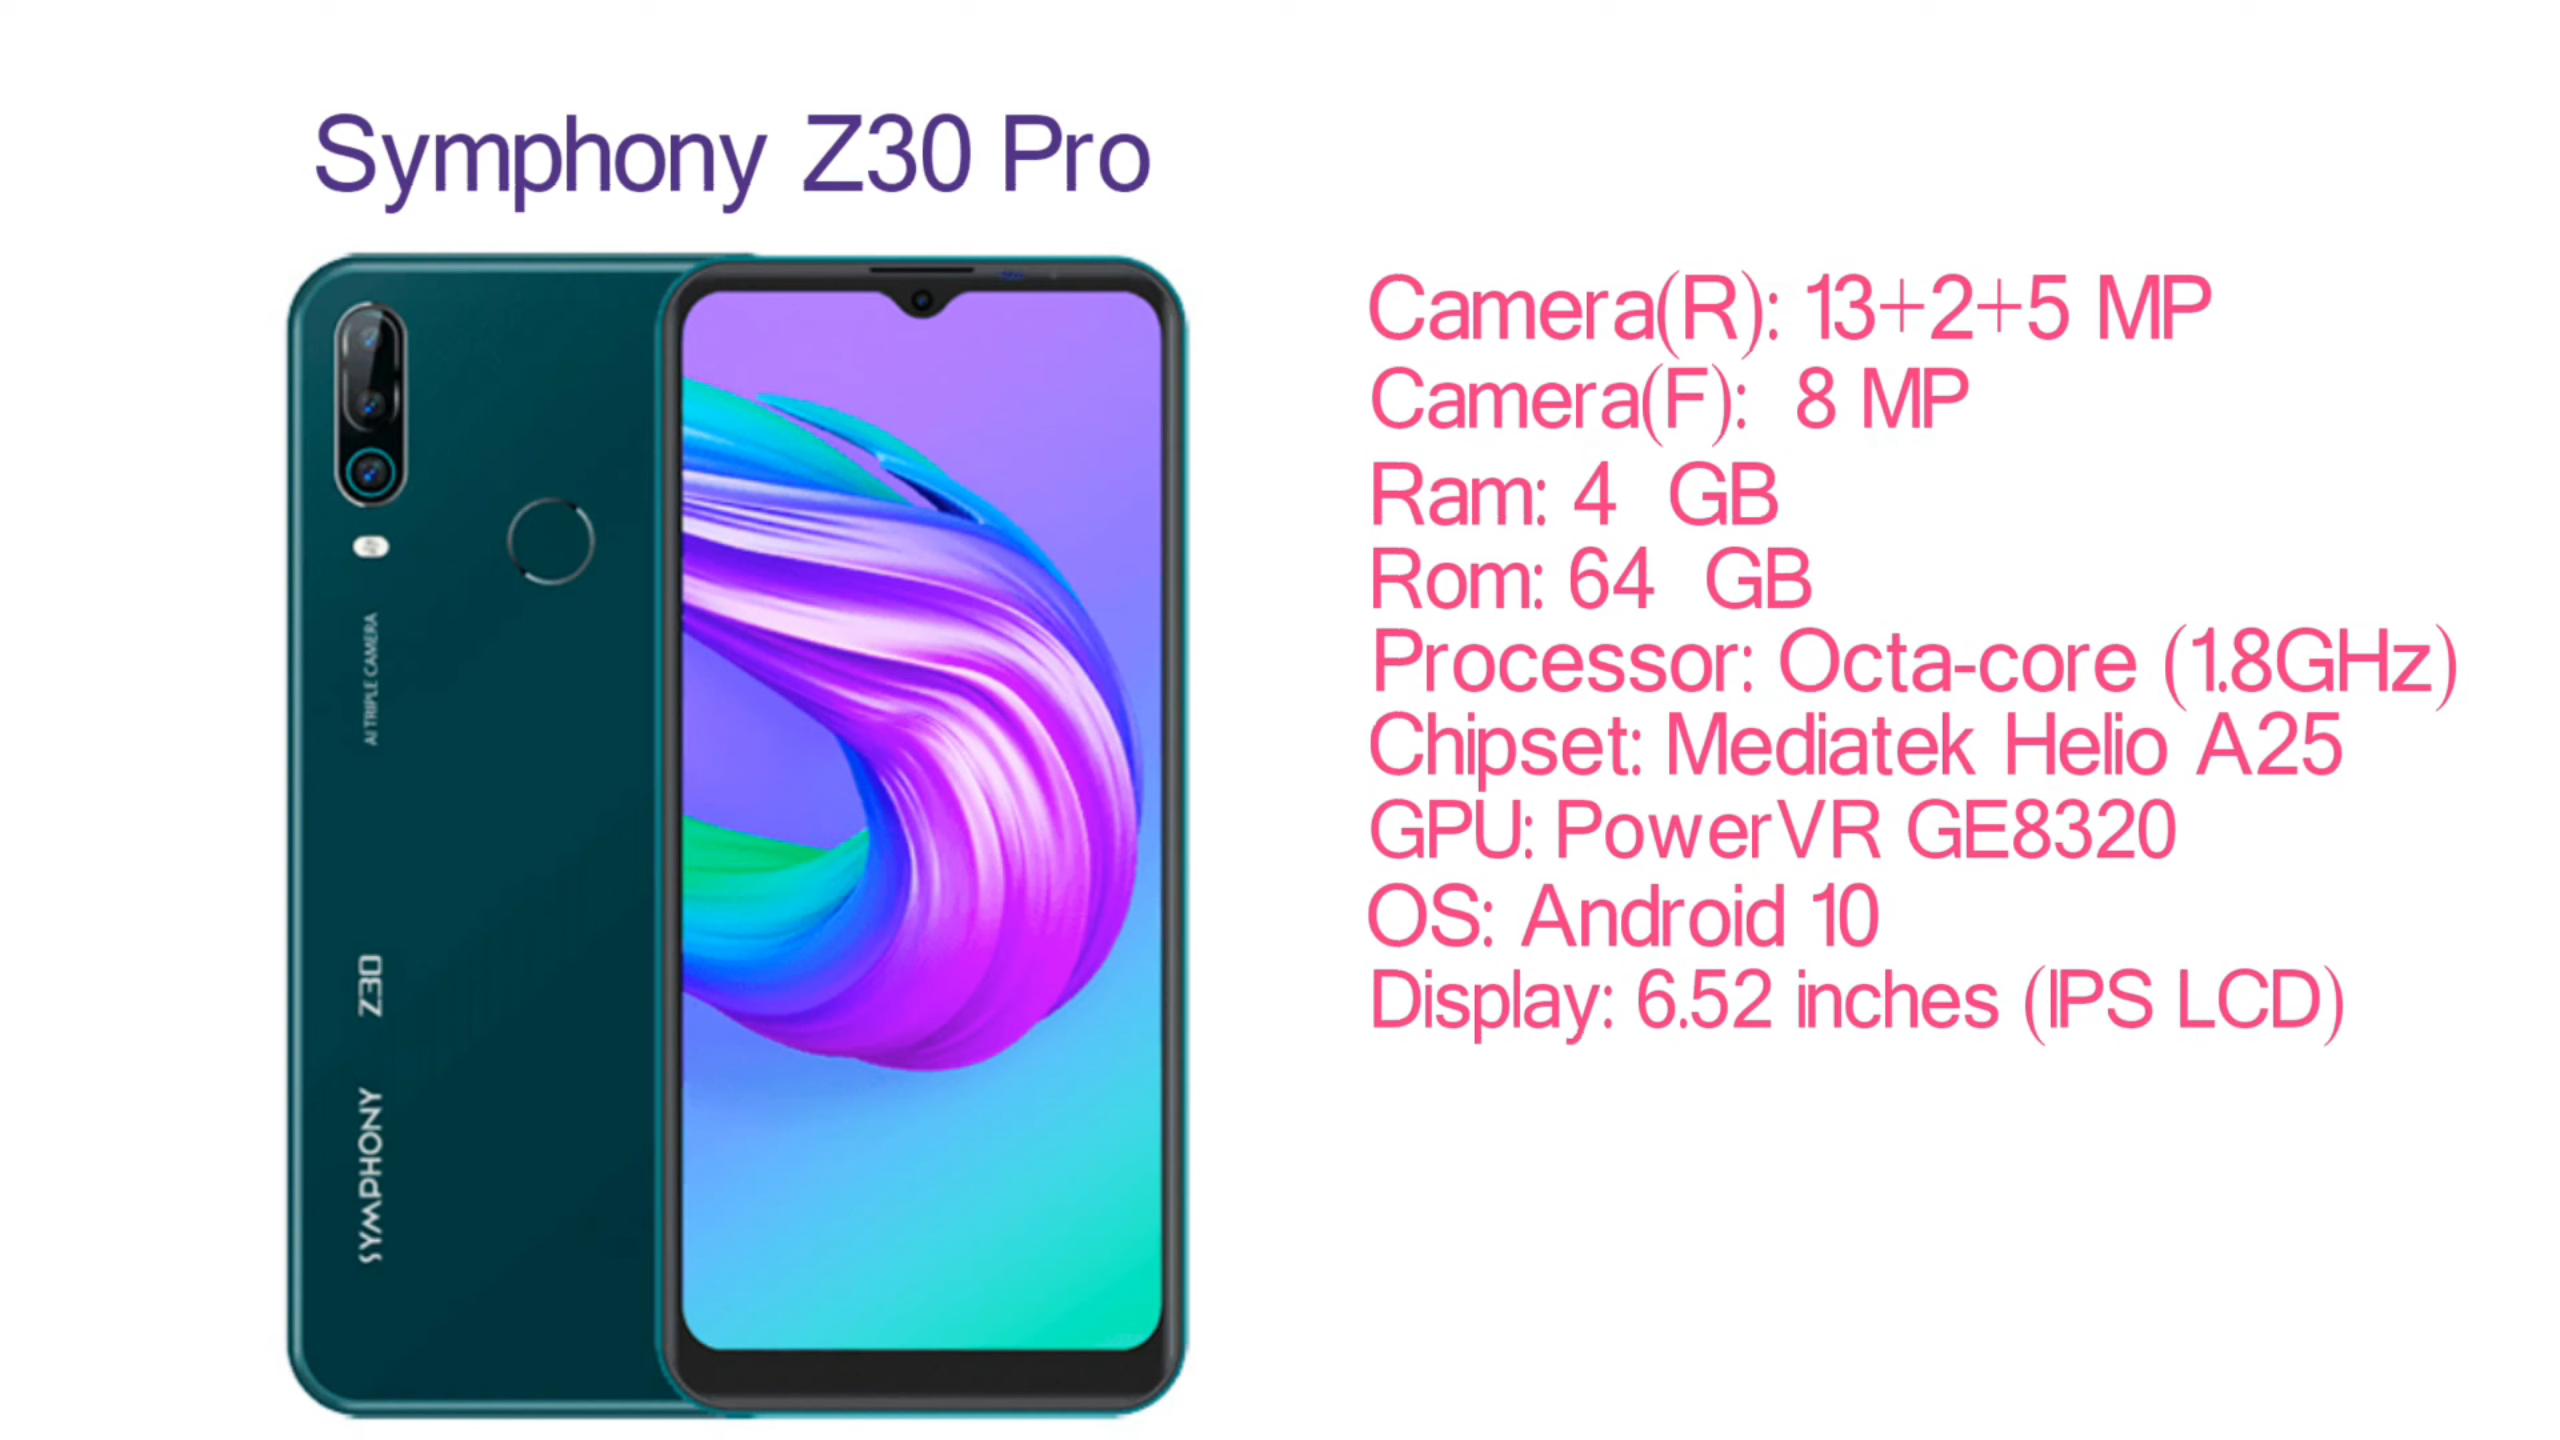 Symphony Z30 Pro
AI TRIPLE CAMERA
Z30
SYMPHONY
Camera(R): 13+2+5 MP
Camera(F): 8 MP
Ram: 4 GB
Rom: 64 GB
Processor: Octa-core (1.8GHz)
Chipset: Mediatek Helio A25
GPU: PowerVR GE8320
OS: Android 10
Display: 6.52 inches (IPS LCD)